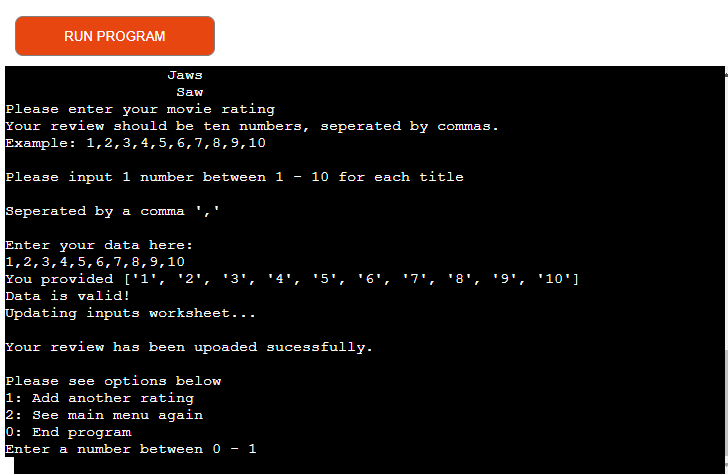 RUN PROGRAM
Jaws
Saw
Please enter your movie rating
Your review should be ten numbers, seperated by commas.
Example: 1,2,3,4,5,6,7,8,9,10
Please input 1 number between 1 - 10 for each title
Seperated by a comma ','
Enter your data here:
1,2,3,4,5,6,7,8,9,10
You provided ['1', '2', '3', '4', '5', '6', '7', '8', '9', '10']
Data is valid!
Updating inputs worksheet...
Your review has been upoaded sucessfully.
Please see options below
1: Add another rating
2: See main menu again
0: End program
Enter a number between 0 - 1